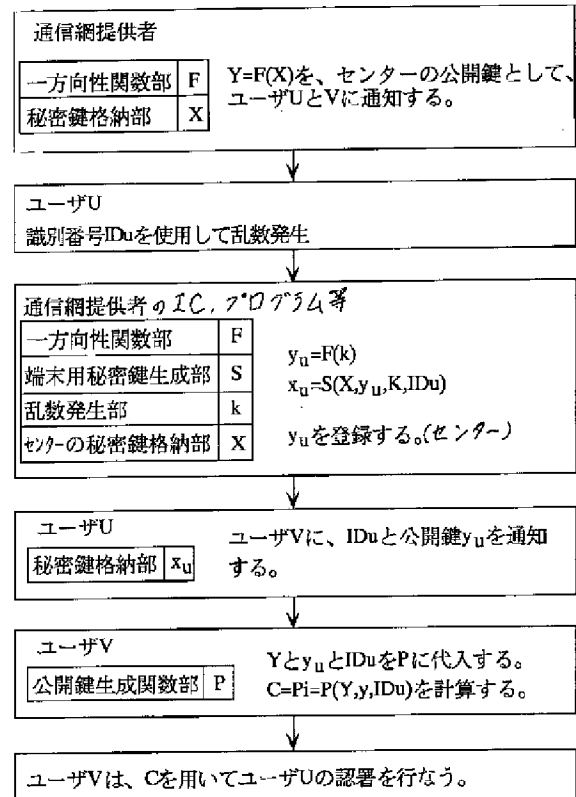 通信網提供者
一方向性関数部 F
秘密鍵格納部 X
Y=F(X)を、センターの公開鍵として、
ユーザUとVに通知する。
ユーザU
識別番号IDuを使用して乱数発生
通信網提供者のIC,プログラム等
一方向性関数部 F
端末用秘密鍵生成部 S
乱数発生部 k
センターの秘密鍵格納部 X
yu=F(k)
xu=S(X,yu,K,IDu)
yuを登録する。(センター)
ユーザU
秘密鍵格納部 xu
ユーザVに、IDuと公開鍵yuを通知
する。
ユーザV
公開鍵生成関数部 P
YとyuとIDuをPに代入する。
C=Pi=P(Y,y,IDu)を計算する。
ユーザVは、Cを用いてユーザUの認署を行なう。